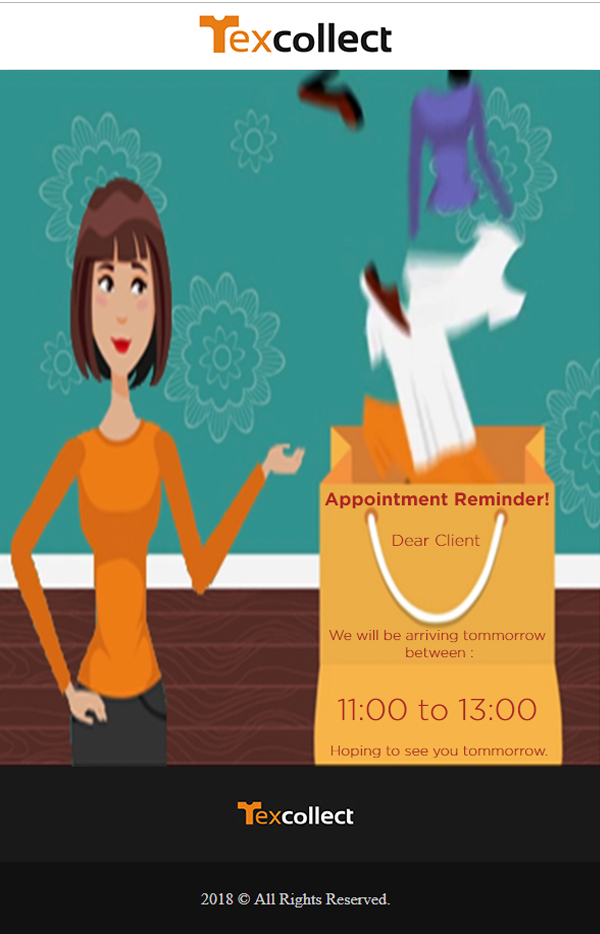 Texcollect
Appointment Reminder!
Dear Client
We will be arriving tommorrow
between :
11:00 to 13:00
Hoping to see you tommorrow.
Texcollect
2018 © All Rights Reserved.